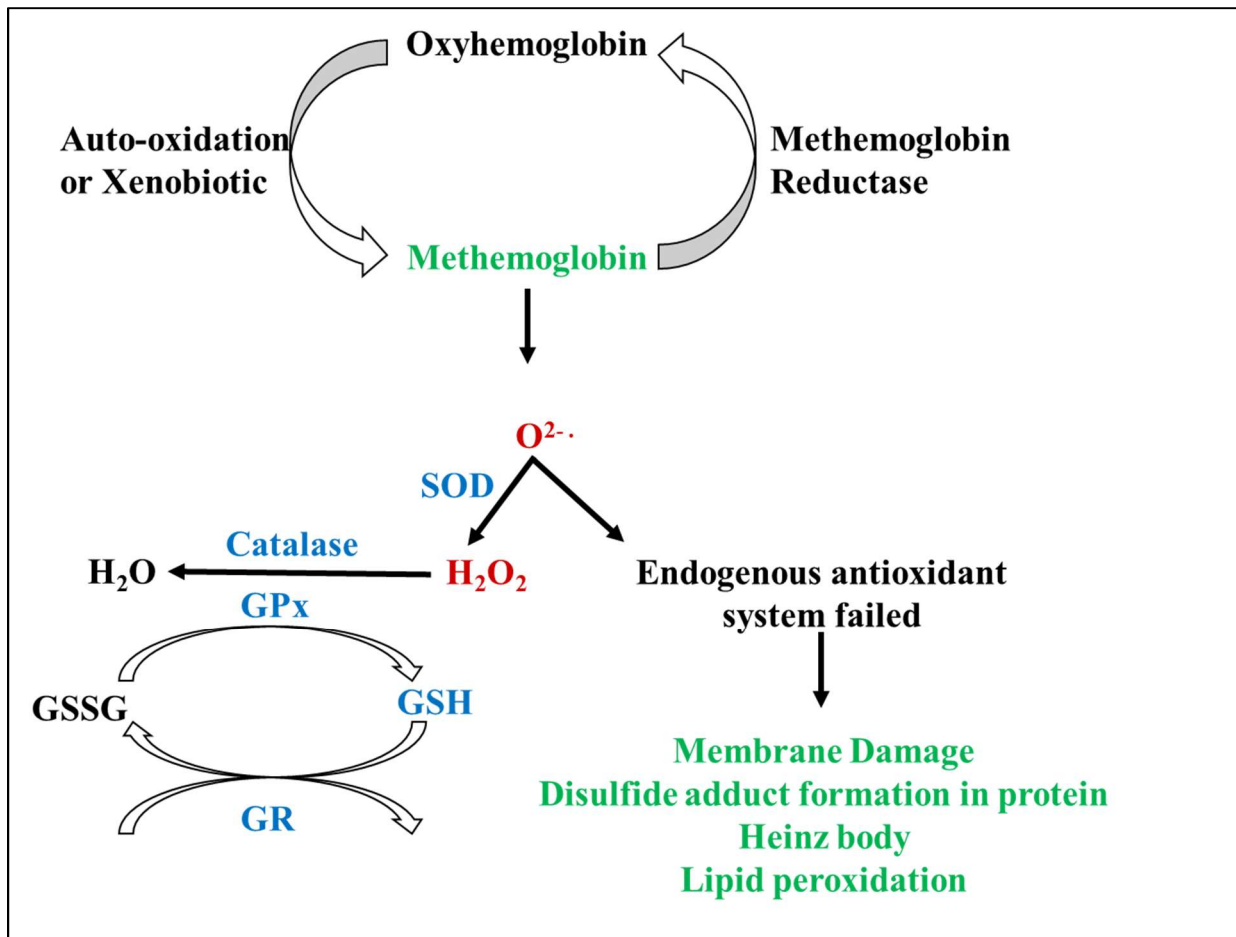 Oxyhemoglobin
Auto-oxidation
or Xenobiotic
Methemoglobin
Reductase
Methemoglobin
O²⁻·
SOD
Catalase
H₂O
H₂O₂
GPx
Endogenous antioxidant
system failed
GSSG
GSH
GR
Membrane Damage
Disulfide adduct formation in protein
Heinz body
Lipid peroxidation